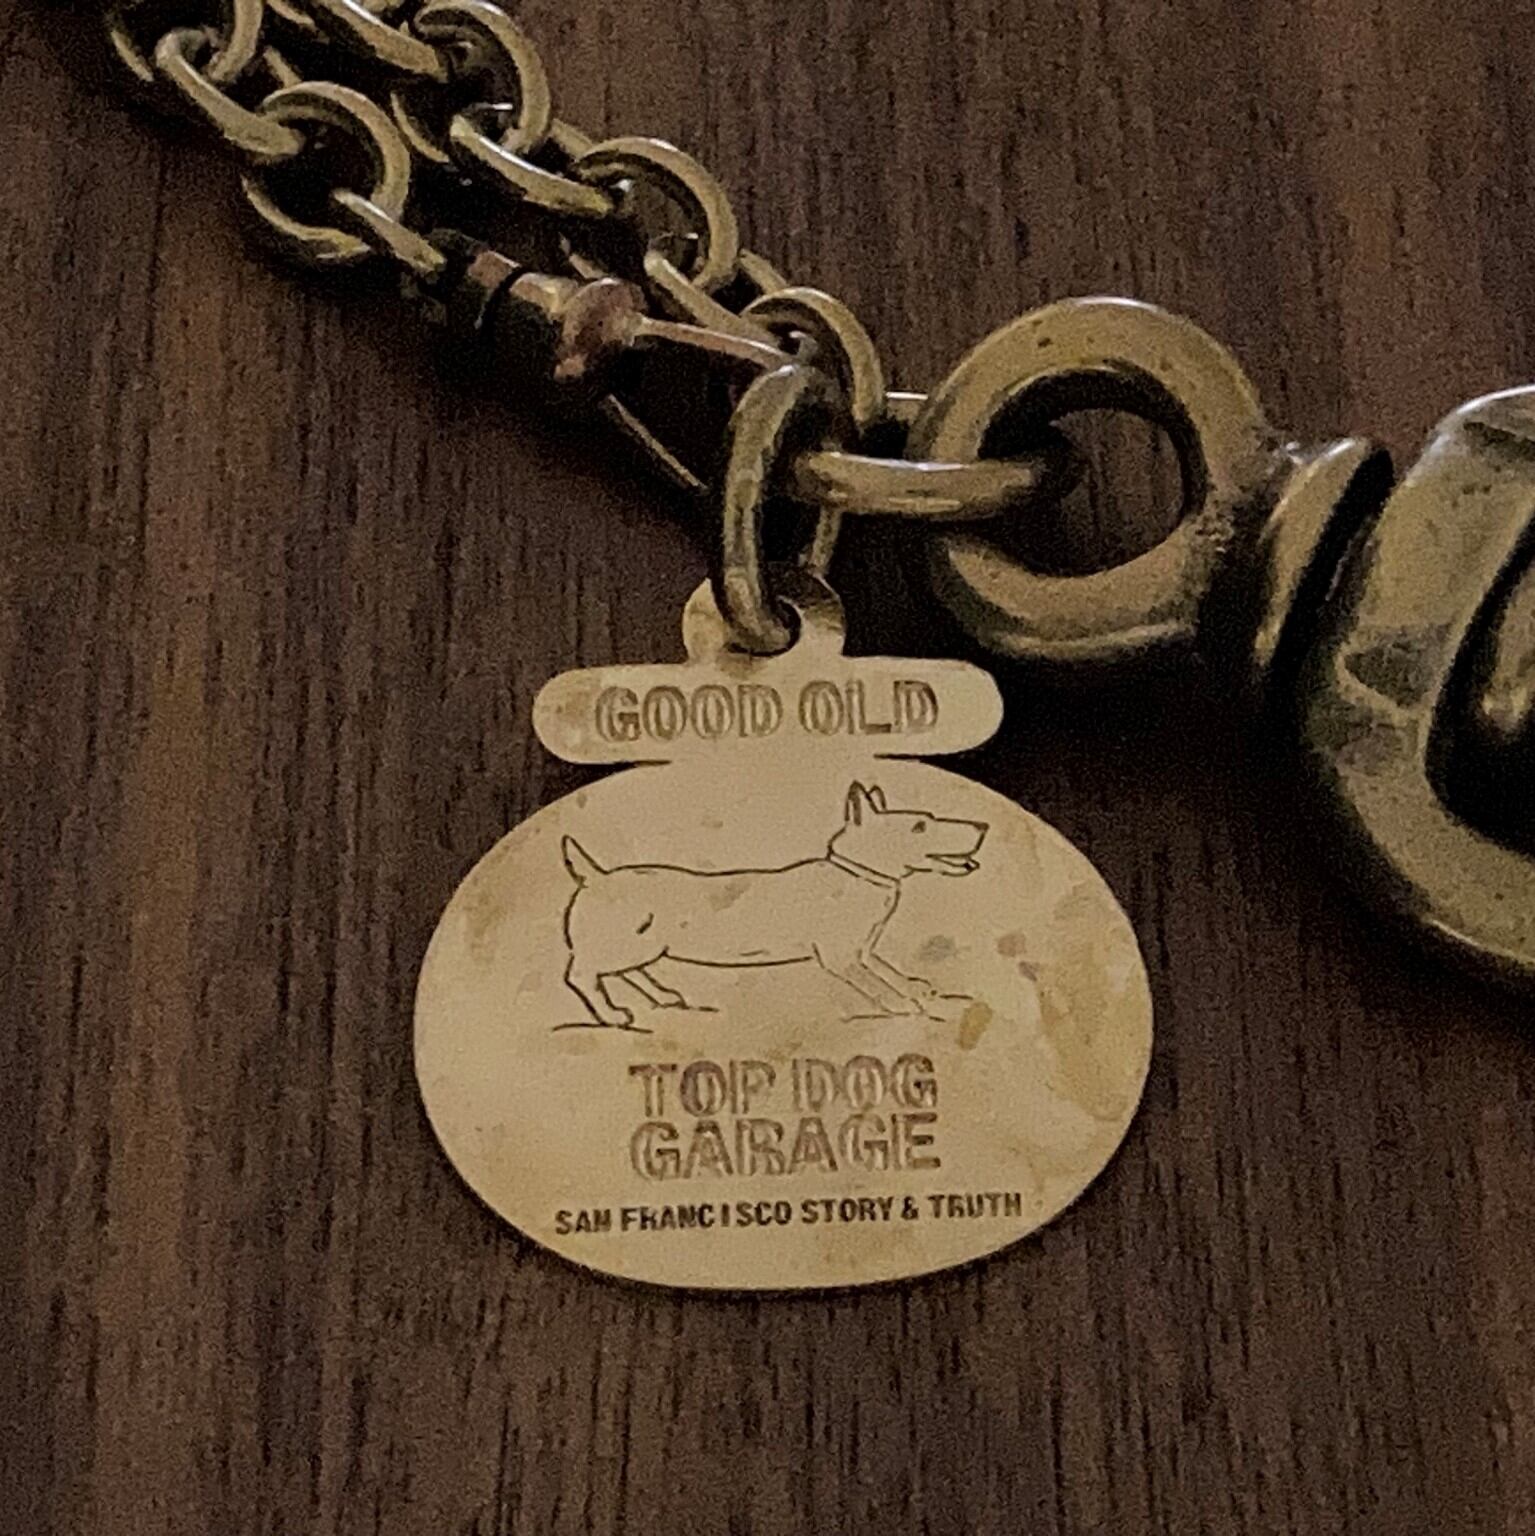 GOOD OLD
TOP DOG
GARAGE
SAN FRANCISCO STORY & TRUTH